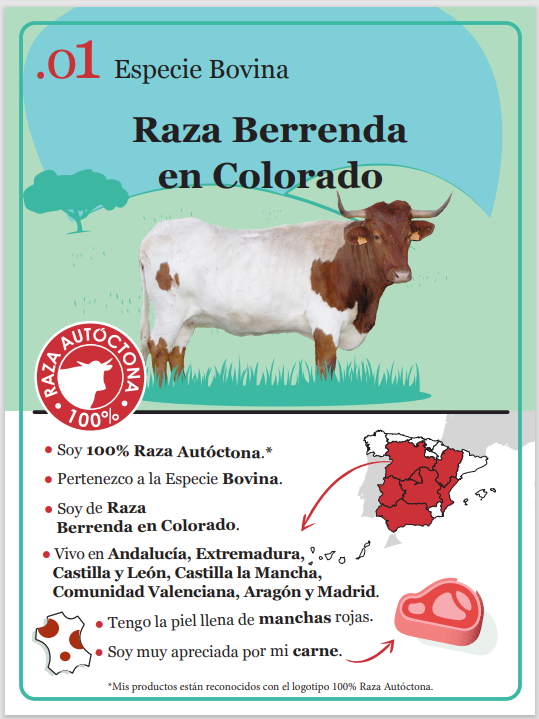 .01 Especie Bovina
Raza Berrenda
en Colorado
RAZA AUTÓCTONA
· 100% ·
• Soy 100% Raza Autóctona.*
• Pertenezco a la Especie Bovina.
• Soy de Raza
Berrenda en Colorado.
• Vivo en Andalucía, Extremadura,
Castilla y León, Castilla la Mancha,
Comunidad Valenciana, Aragón y Madrid.
• Tengo la piel llena de manchas rojas.
• Soy muy apreciada por mi carne.
*Mis productos están reconocidos con el logotipo 100% Raza Autóctona.